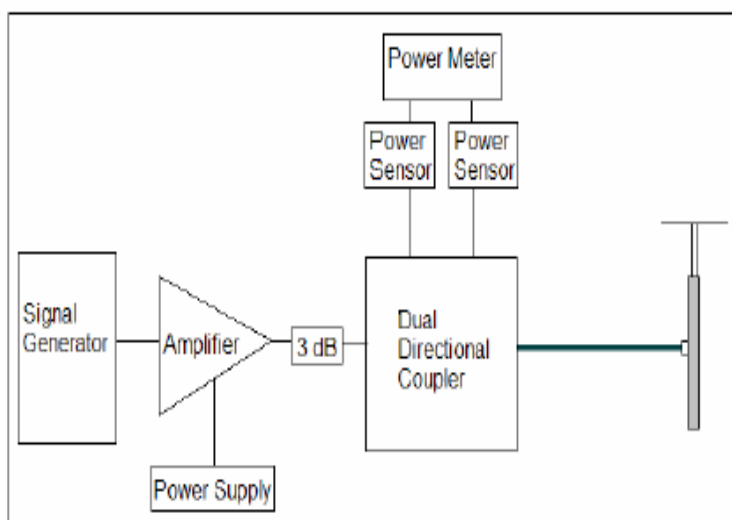 Power Meter
Power
Sensor
Power
Sensor
Signal
Generator
Amplifier
3 dB
Dual
Directional
Coupler
Power Supply